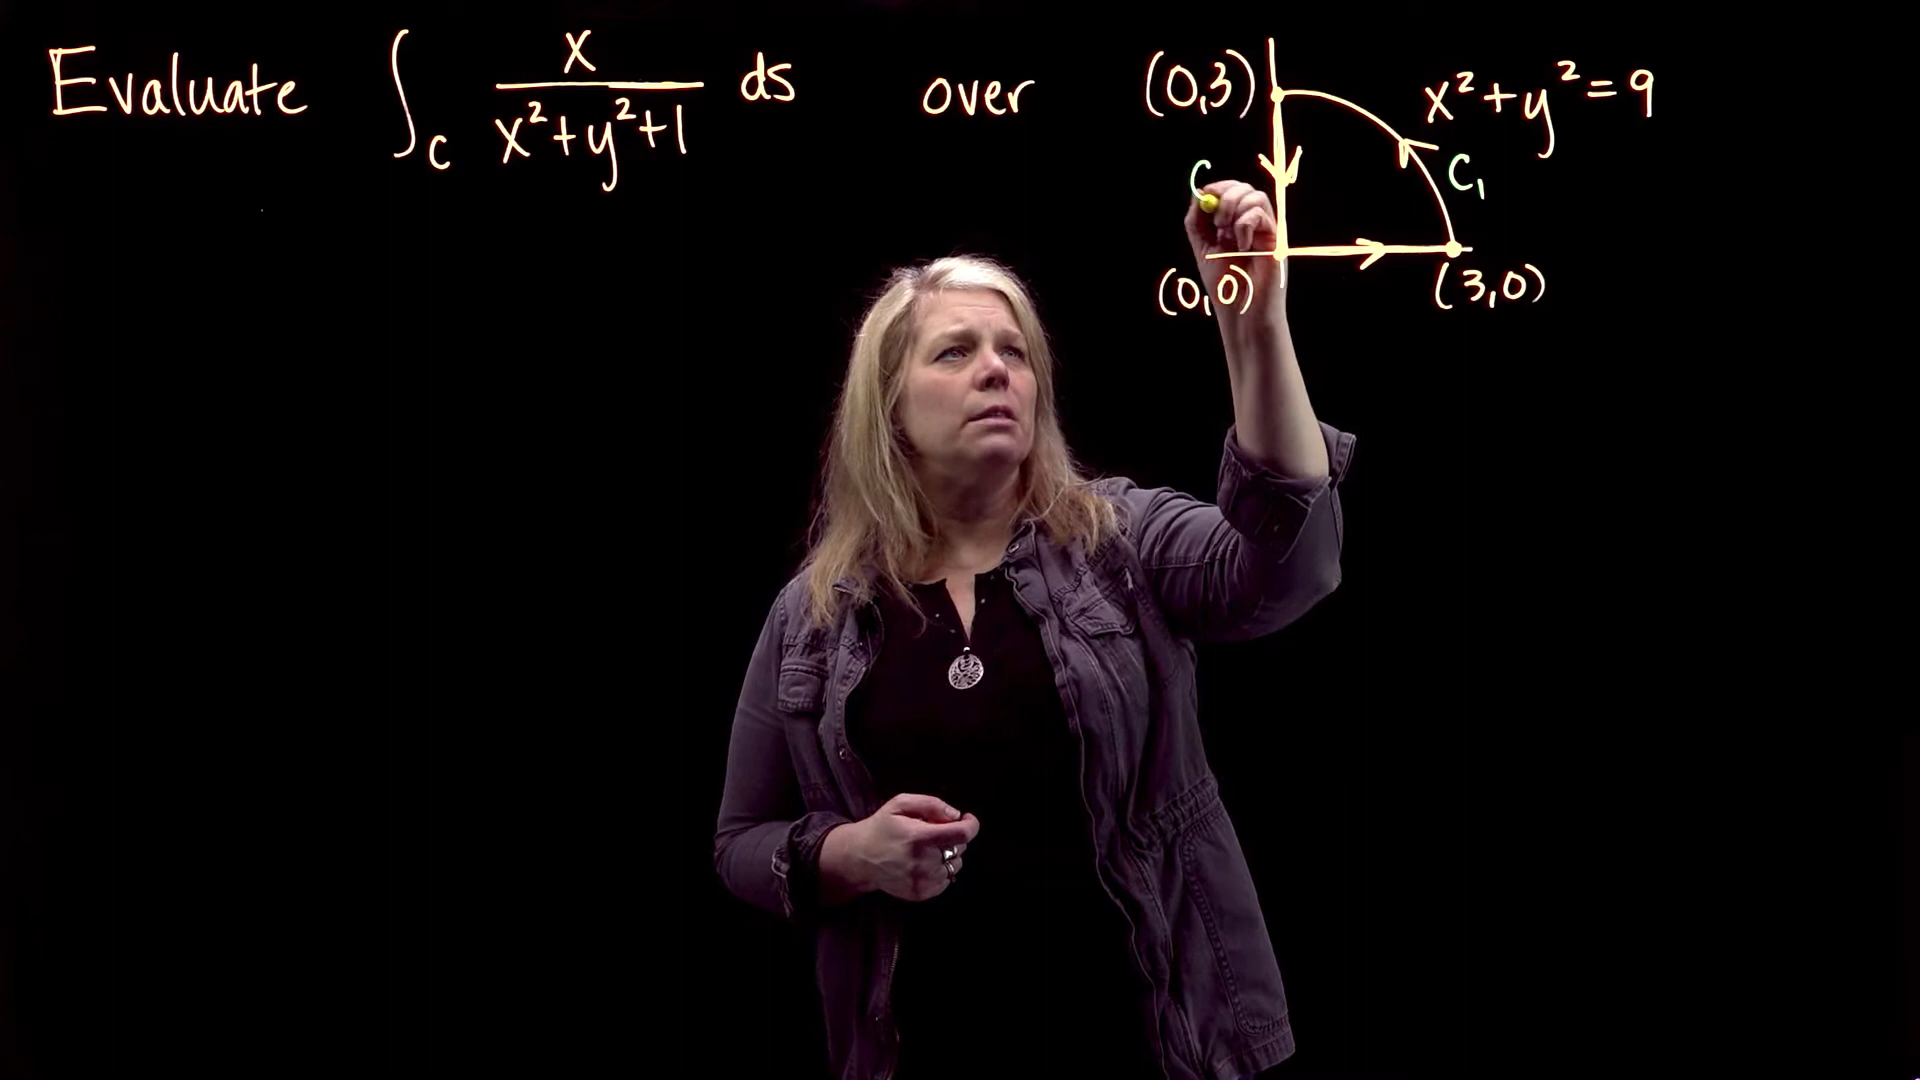 Evaluate ∫_C x/(x²+y²+1) ds over
(0,3)
x²+y²=9
C
C₁
(0,0)
(3,0)